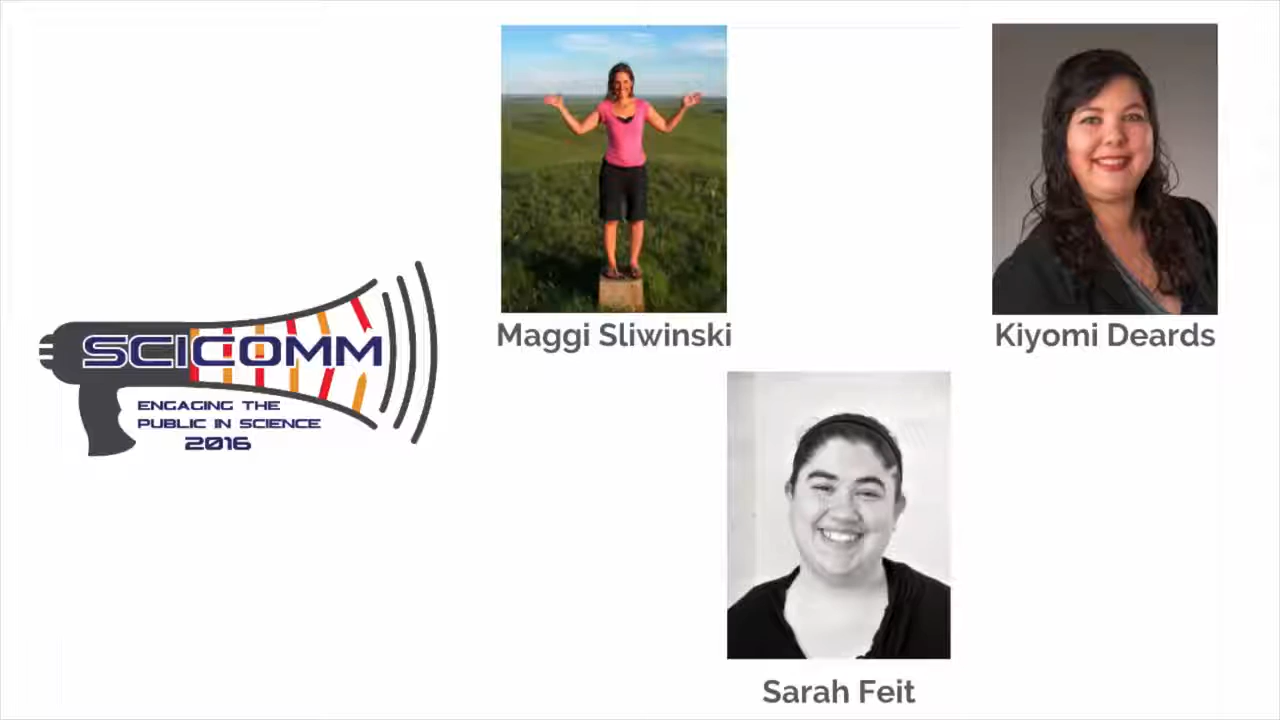 Maggi Sliwinski
Kiyomi Deards
SCICOMM
ENGAGING THE
PUBLIC IN SCIENCE
2016
Sarah Feit